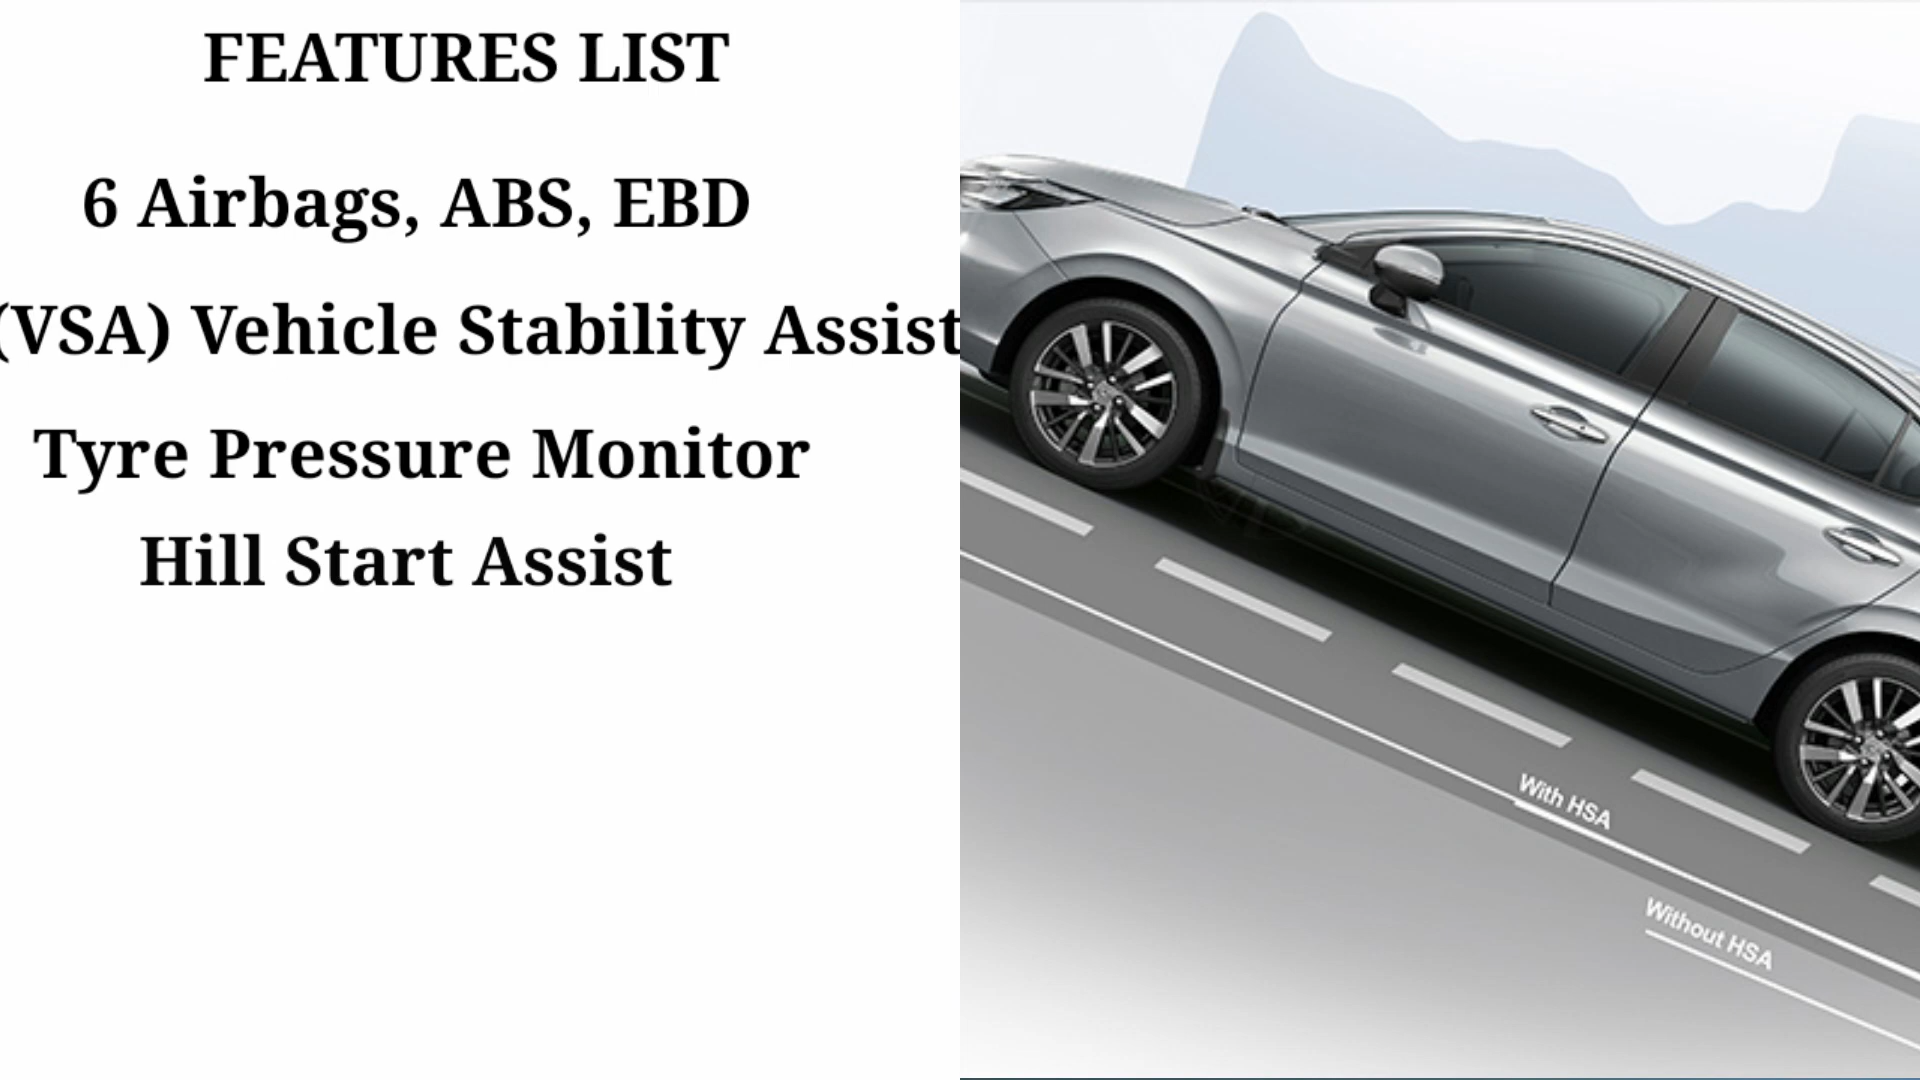 FEATURES LIST
6 Airbags, ABS, EBD
(VSA) Vehicle Stability Assist
Tyre Pressure Monitor
Hill Start Assist
With HSA
Without HSA